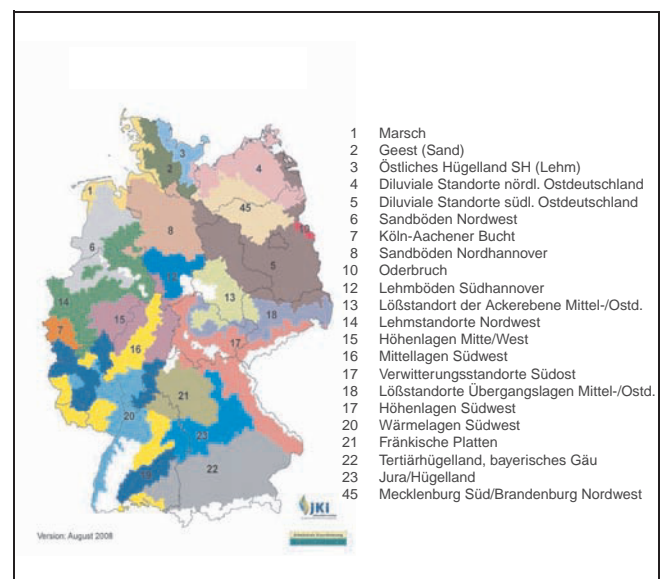 1 Marsch
2 Geest (Sand)
3 Östliches Hügelland SH (Lehm)
4 Diluviale Standorte nördl. Ostdeutschland
5 Diluviale Standorte südl. Ostdeutschland
6 Sandböden Nordwest
7 Köln-Aachener Bucht
8 Sandböden Nordhannover
10 Oderbruch
12 Lehmböden Südhannover
13 Lößstandort der Ackerebene Mittel-/Ostd.
14 Lehmstandorte Nordwest
15 Höhenlagen Mitte/West
16 Mittellagen Südwest
17 Verwitterungsstandorte Südost
18 Lößstandorte Übergangslagen Mittel-/Ostd.
17 Höhenlagen Südwest
20 Wärmelagen Südwest
21 Fränkische Platten
22 Tertiärhügelland, bayerisches Gäu
23 Jura/Hügelland
45 Mecklenburg Süd/Brandenburg Nordwest
3
2
4
1
45
10
8
6
5
12
13
14
18
15
7
17
16
21
20
23
22
JKI
Version: August 2008